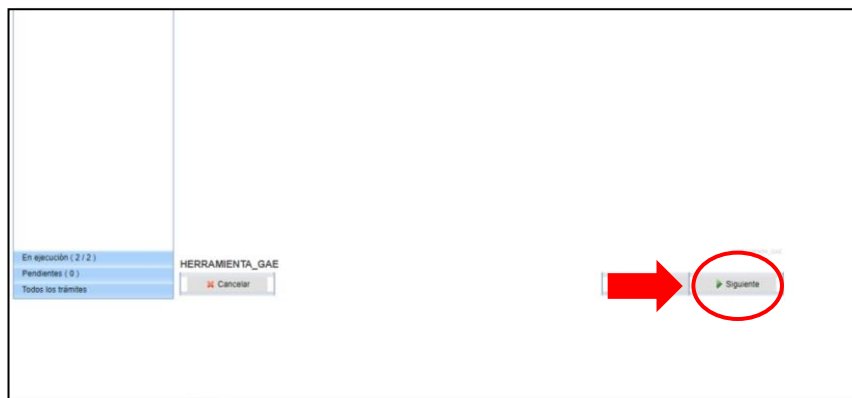 En ejecución ( 2 / 2 )
Pendientes ( 0 )
Todos los trámites
HERRAMIENTA_GAE
Cancelar
Siguiente